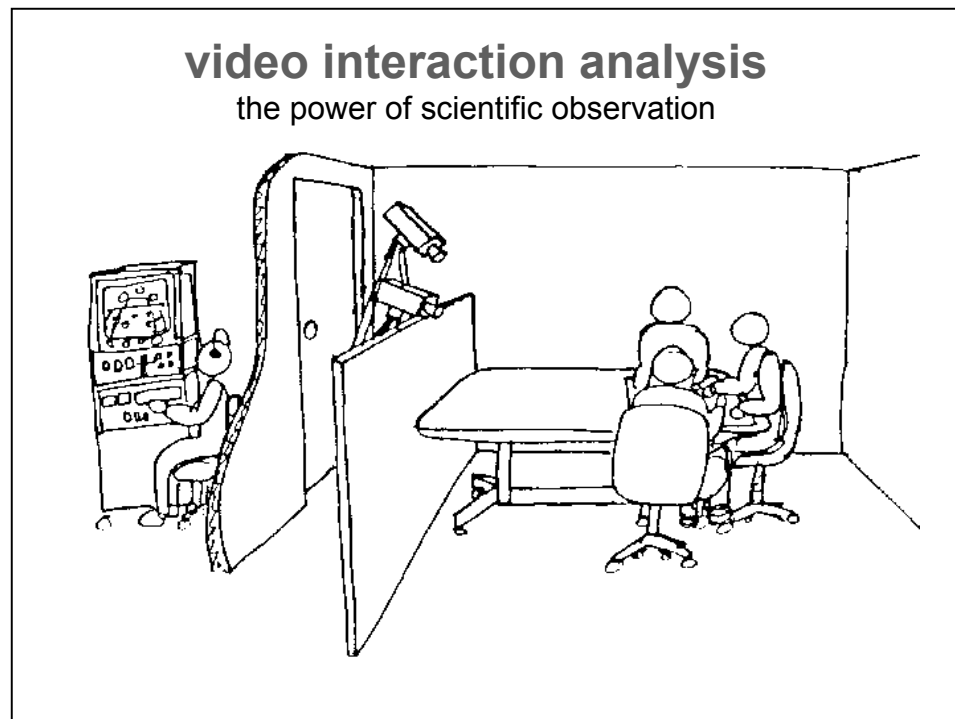 video interaction analysis
the power of scientific observation